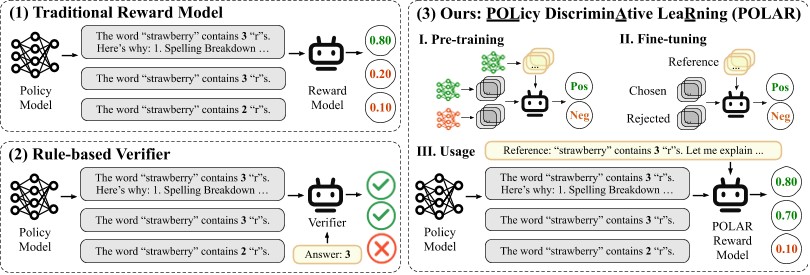 (1) Traditional Reward Model
The word “strawberry” contains 3 “r”s.
Here’s why: 1. Spelling Breakdown …
The word “strawberry” contains 3 “r”s.
The word “strawberry” contains 2 “r”s.
Policy
Model
Reward
Model
0.80
0.20
0.10
(2) Rule-based Verifier
The word “strawberry” contains 3 “r”s.
Here’s why: 1. Spelling Breakdown …
The word “strawberry” contains 3 “r”s.
The word “strawberry” contains 2 “r”s.
Policy
Model
Verifier
Answer: 3
(3) Ours: POLicy DiscriminAtive LeaRning (POLAR)
I. Pre-training
...
Pos
Neg
II. Fine-tuning
Reference
...
Chosen
Rejected
Pos
Neg
III. Usage
Reference: “strawberry” contains 3 “r”s. Let me explain ...
The word “strawberry” contains 3 “r”s.
Here’s why: 1. Spelling Breakdown …
The word “strawberry” contains 3 “r”s.
The word “strawberry” contains 2 “r”s.
Policy
Model
POLAR
Reward
Model
0.80
0.70
0.10